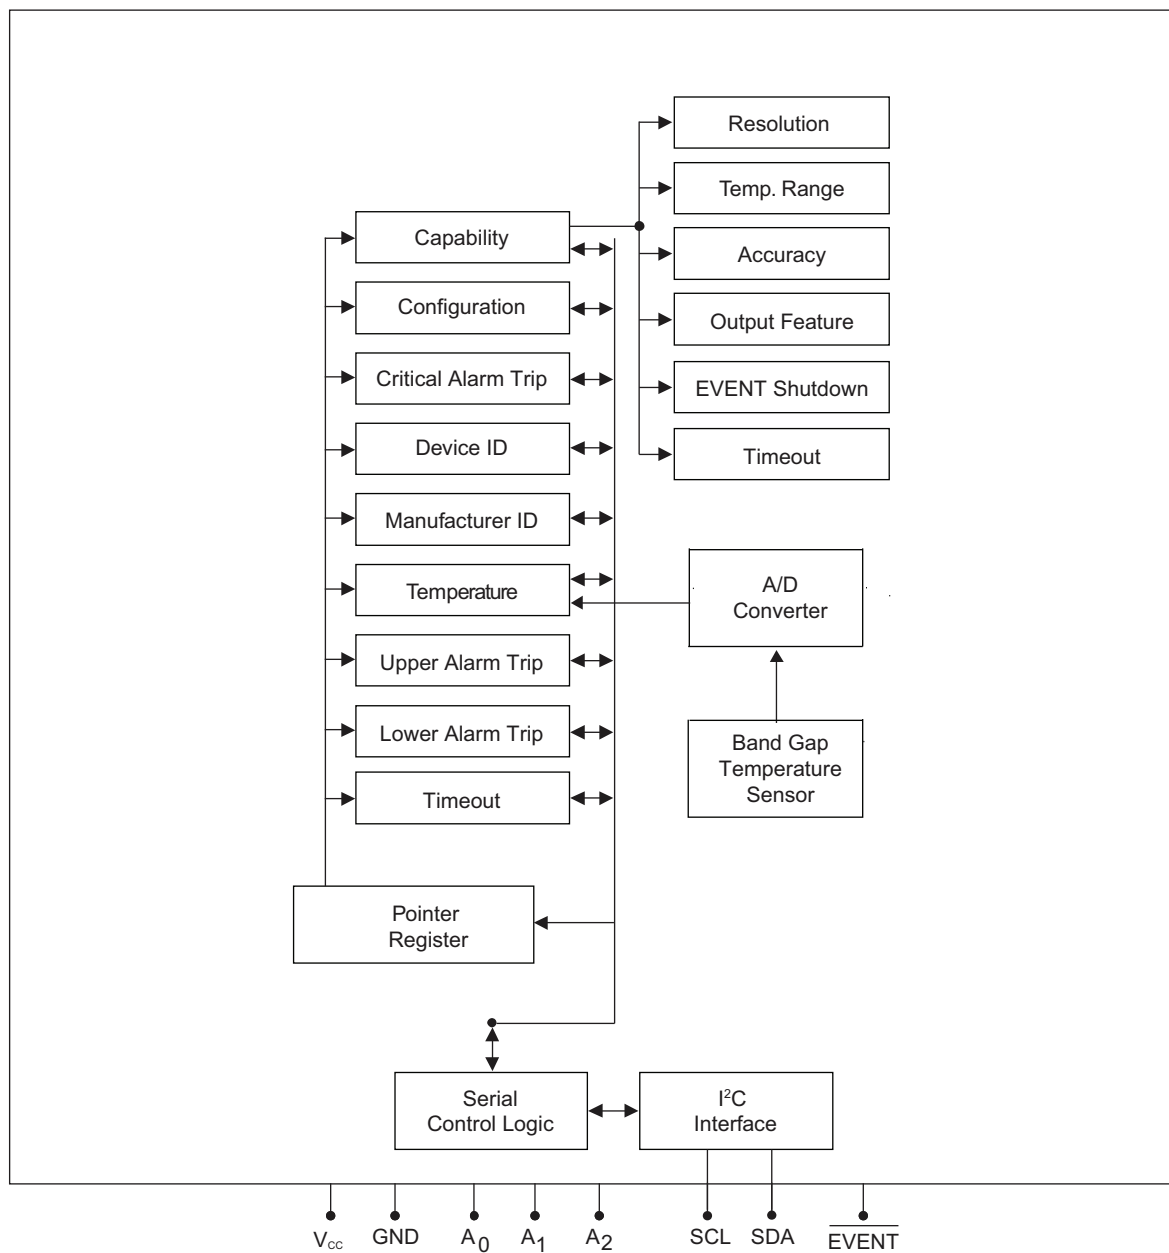 Resolution
Temp. Range
Capability
Accuracy
Configuration
Output Feature
Critical Alarm Trip
EVENT Shutdown
Device ID
Timeout
Manufacturer ID
Temperature
A/D
Converter
Upper Alarm Trip
Lower Alarm Trip
Band Gap
Temperature
Sensor
Timeout
Pointer
Register
Serial
Control Logic
I²C
Interface
VCC GND A0 A1 A2 SCL SDA EVENT